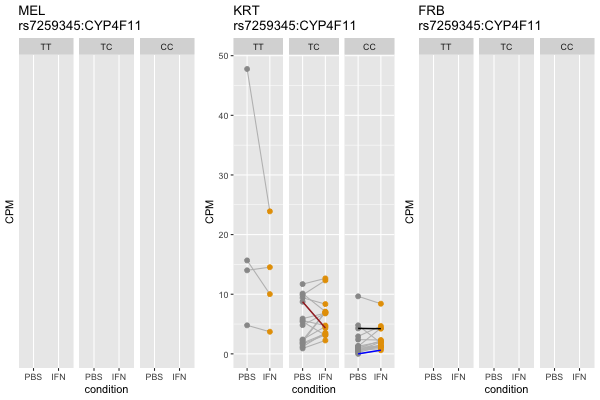 MEL
rs7259345:CYP4F11
TT TC CC
CPM
PBS IFN PBS IFN PBS IFN
condition
KRT
rs7259345:CYP4F11
TT TC CC
50
40
30
20
10
0
CPM
PBS IFN PBS IFN PBS IFN
condition
FRB
rs7259345:CYP4F11
TT TC CC
CPM
PBS IFN PBS IFN PBS IFN
condition